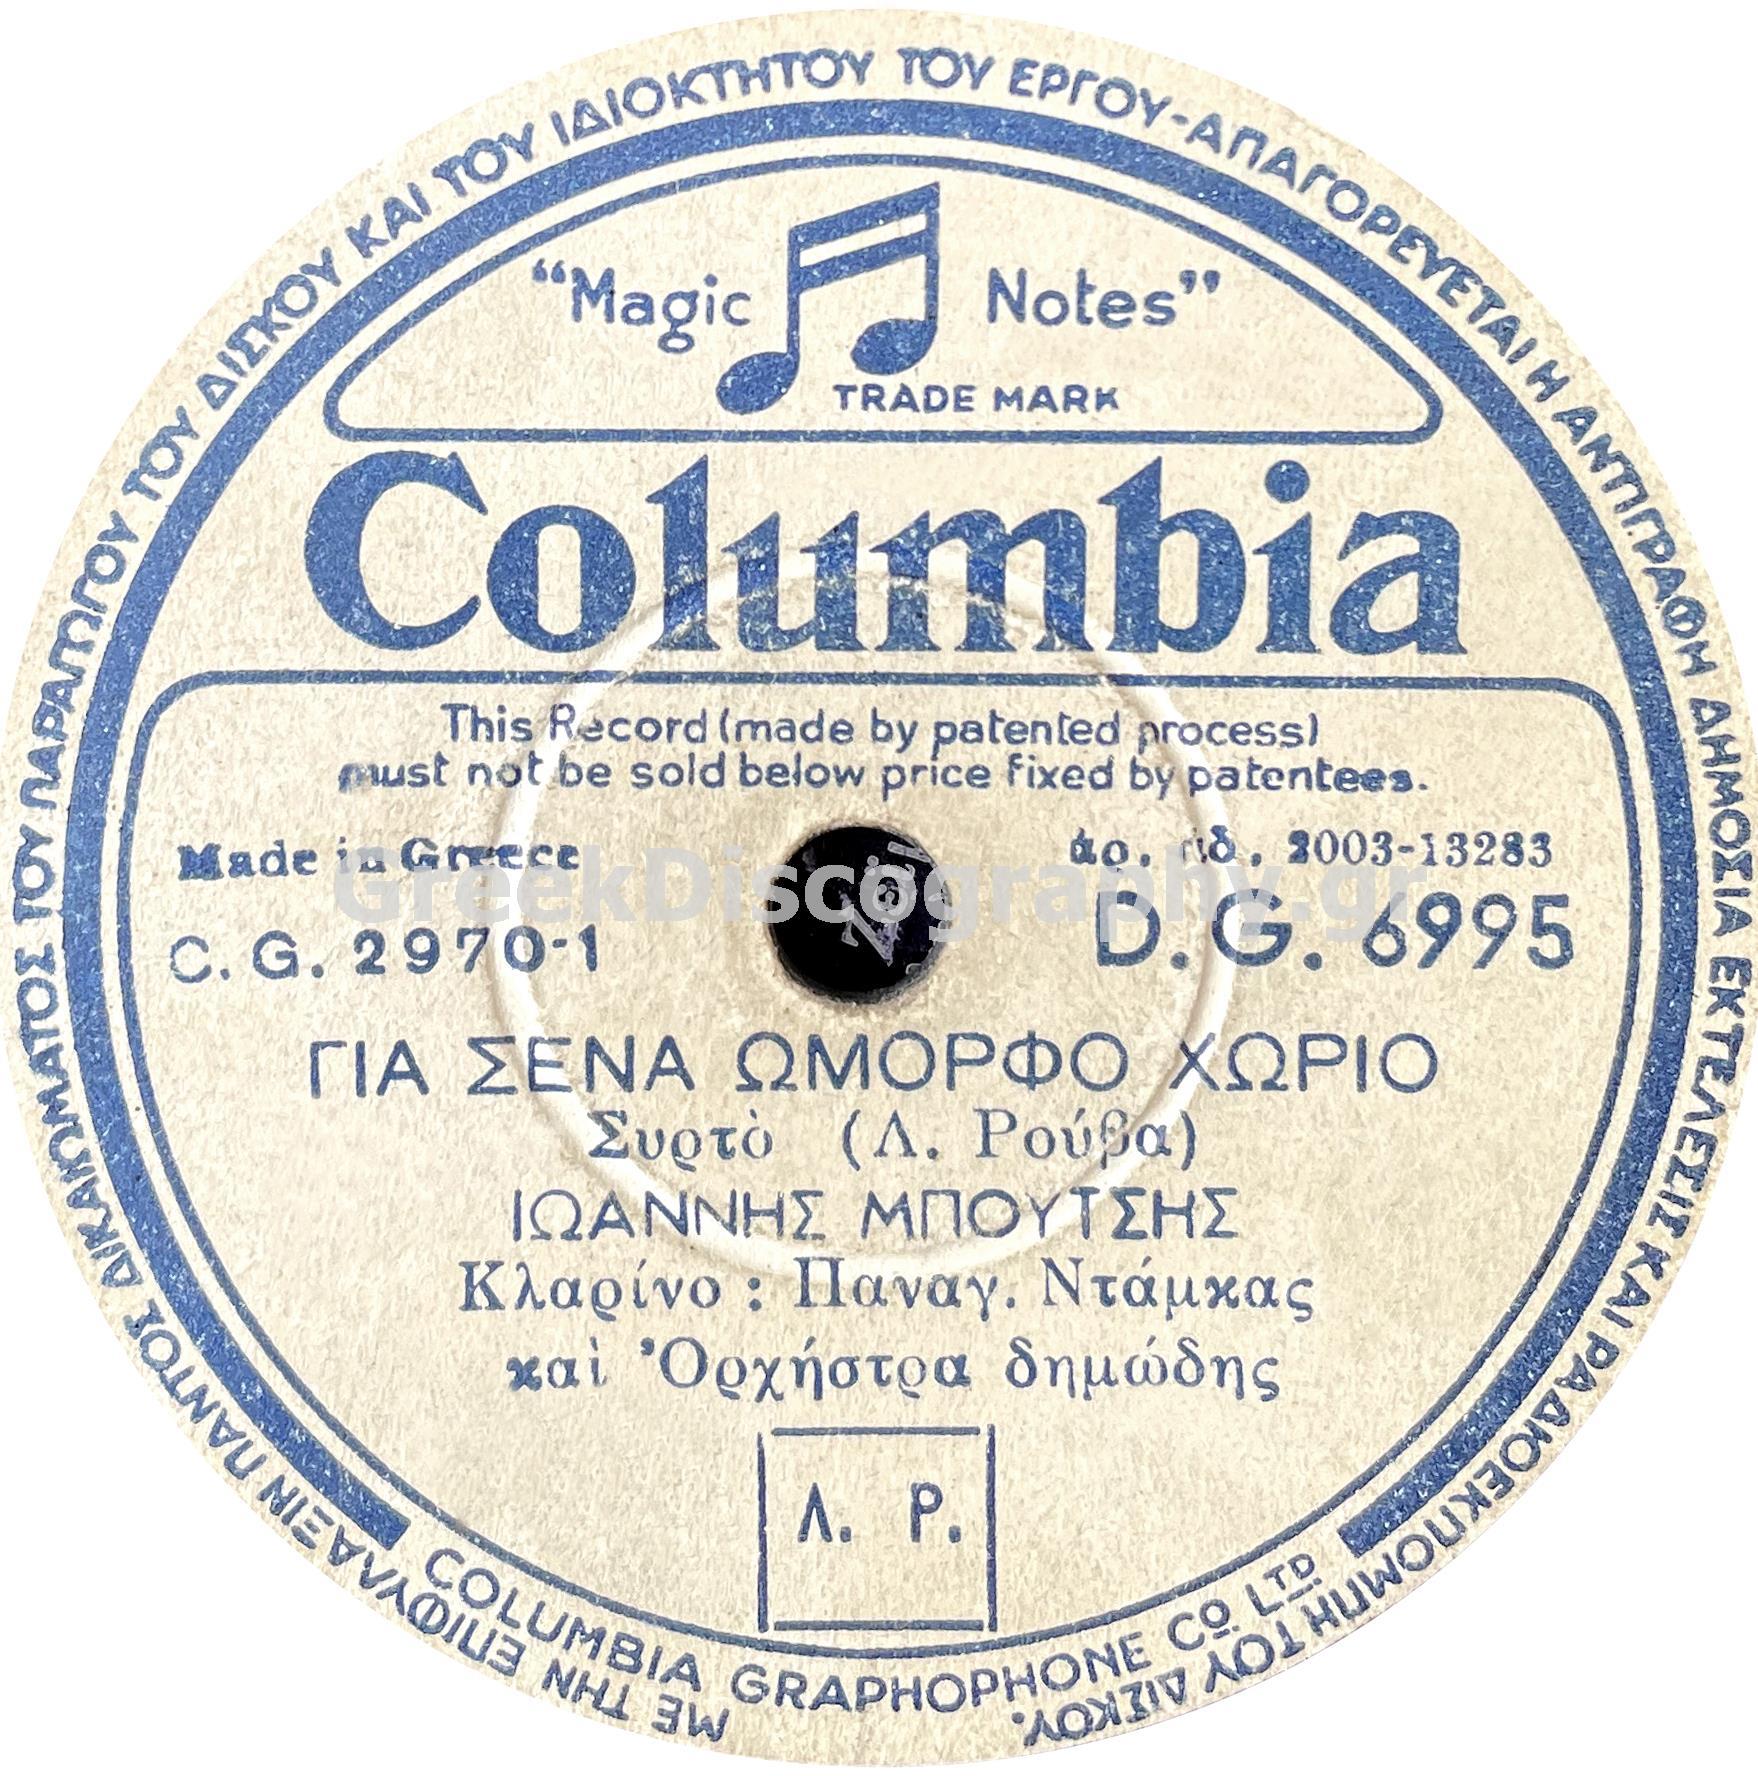 ΜΕ ΤΗΝ ΕΠΙΦΥΛΑΞΙΝ ΠΑΝΤΟΣ ΔΙΚΑΙΩΜΑΤΟΣ ΤΟΥ ΠΑΡΑΓΩΓΟΥ ΤΟΥ ΔΙΣΚΟΥ ΚΑΙ ΤΟΥ ΙΔΙΟΚΤΗΤΟΥ ΤΟΥ ΕΡΓΟΥ-ΑΠΑΓΟΡΕΥΕΤΑΙ Η ΑΝΤΙΓΡΑΦΗ ΔΗΜΟΣΙΑ ΕΚΤΕΛΕΣΙΣ ΚΑΙ ΡΑΔΙΟΕΚΠΟΜΠΗ ΤΟΥ ΔΙΣΚΟΥ.
“Magic Notes”
TRADE MARK
Columbia
This Record (made by patented process)
must not be sold below price fixed by patentees.
Made in Greece
ἀρ. ἀδ. 2003-13283
GreekDiscography.gr
C. G. 2970-1
D. G. 6995
ΓΙΑ ΣΕΝΑ ΩΜΟΡΦΟ ΧΩΡΙΟ
Συρτὸ (Λ. Ρούβα)
ΙΩΑΝΝΗΣ ΜΠΟΥΤΣΗΣ
Κλαρίνο : Παναγ. Ντάμκας
καὶ Ὀρχήστρα δημώδης
Λ. Ρ.
COLUMBIA GRAPHOPHONE CO. LTD.